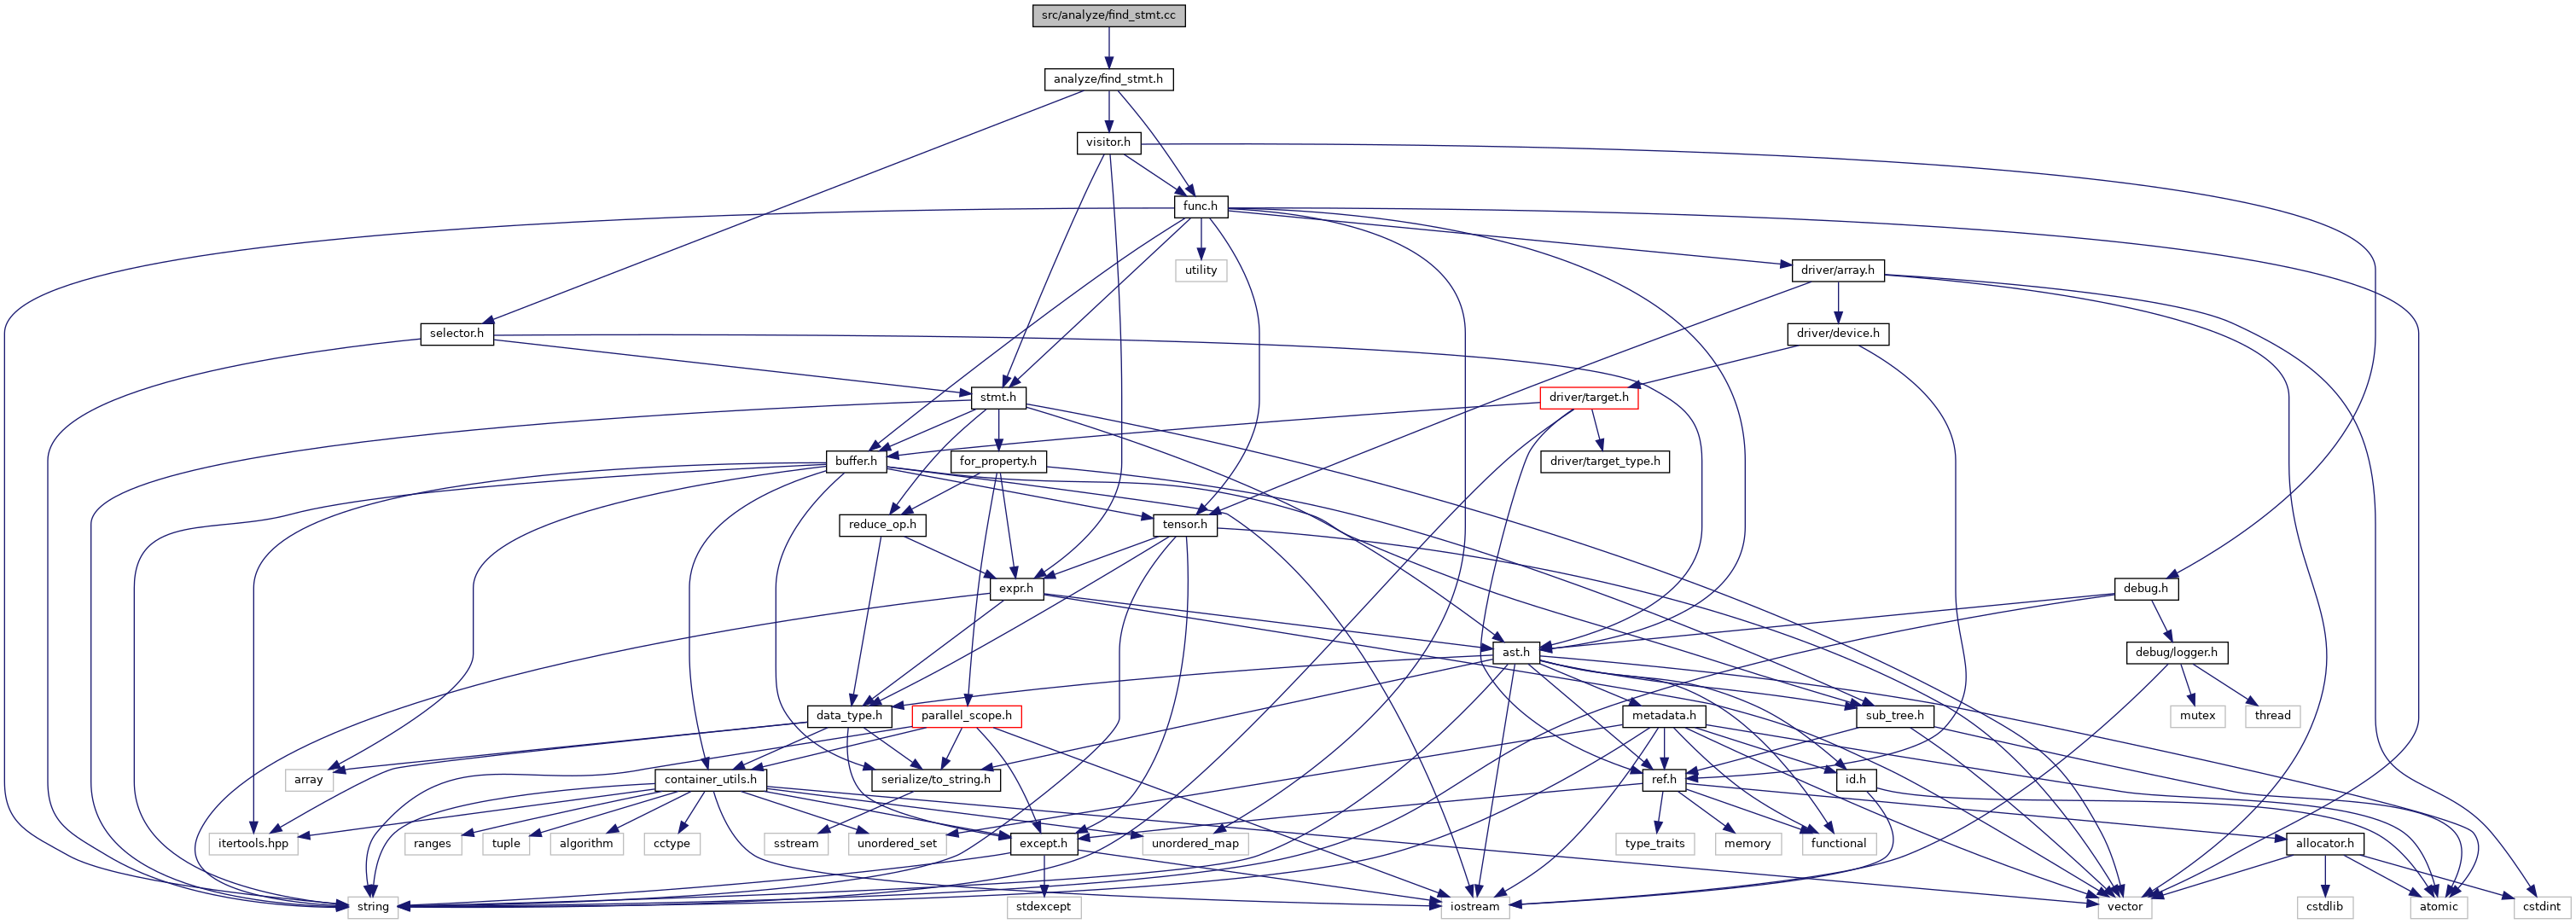 src/analyze/find_stmt.cc
analyze/find_stmt.h
visitor.h
func.h
utility
driver/array.h
selector.h
driver/device.h
stmt.h
driver/target.h
buffer.h
for_property.h
driver/target_type.h
reduce_op.h
tensor.h
expr.h
debug.h
ast.h
debug/logger.h
data_type.h
parallel_scope.h
metadata.h
sub_tree.h
mutex
thread
array
container_utils.h
serialize/to_string.h
ref.h
id.h
itertools.hpp
ranges
tuple
algorithm
cctype
sstream
unordered_set
except.h
unordered_map
type_traits
memory
functional
allocator.h
string
stdexcept
iostream
vector
cstdlib
atomic
cstdint